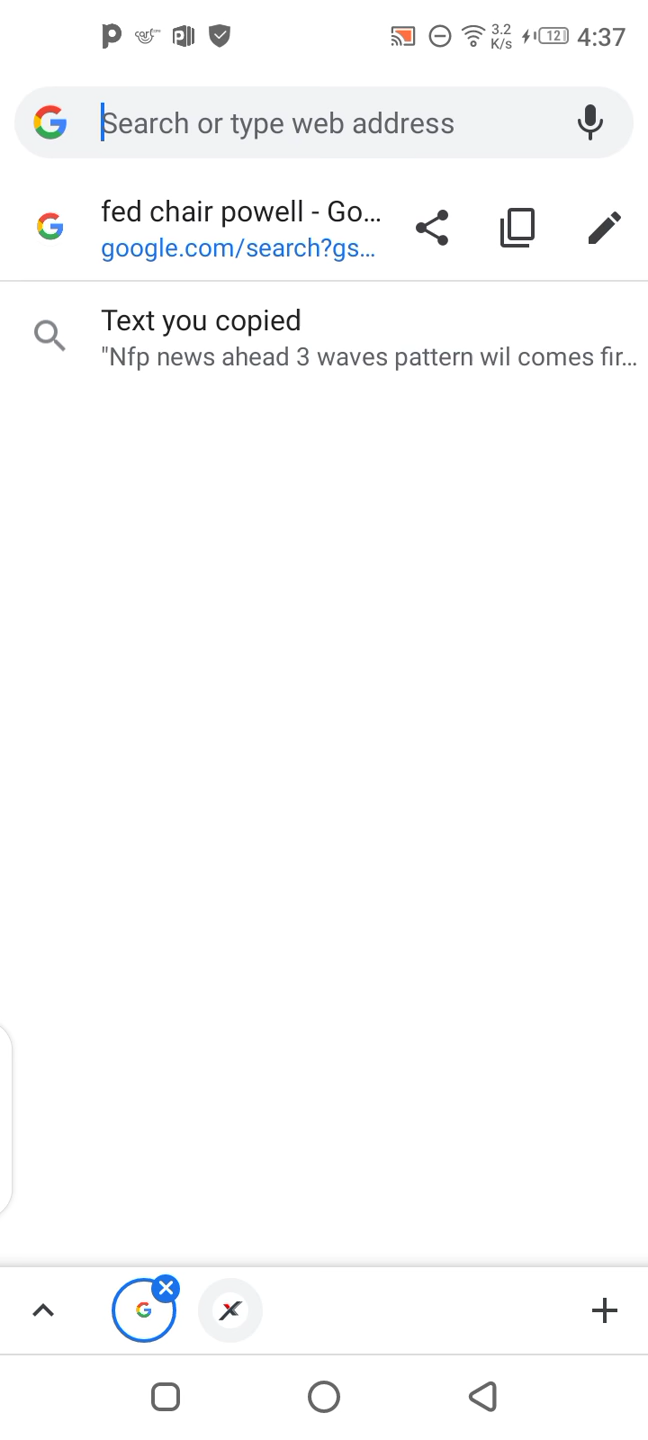 3.2
K/s
12
4:37
Search or type web address
fed chair powell - Go...
google.com/search?gs...
Text you copied
"Nfp news ahead 3 waves pattern wil comes fir...